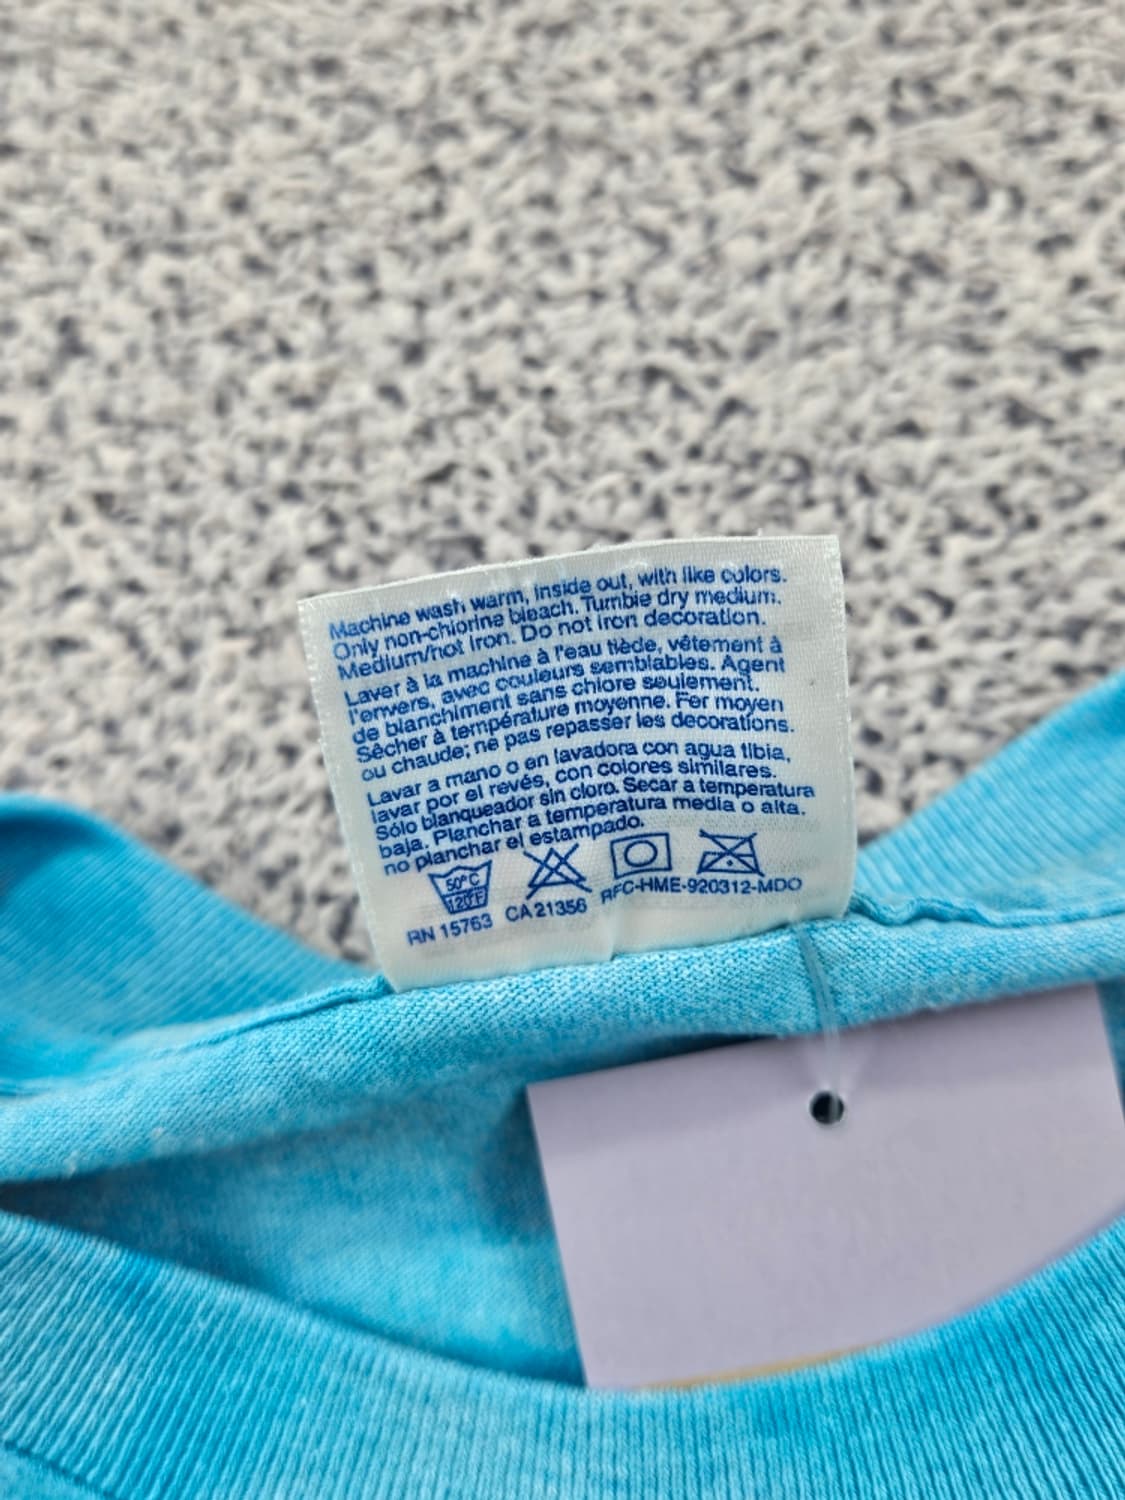 Machine wash warm, inside out, with like colors.
Only non-chlorine bleach. Tumble dry medium.
Medium/hot iron. Do not iron decoration.
Laver à la machine à l'eau tiède, vêtement à
l'envers, avec couleurs semblables. Agent
de blanchiment sans chlore seulement.
Sècher à température moyenne. Fer moyen
ou chaude; ne pas repasser les decorations.
Lavar a mano o en lavadora con agua tibia,
lavar por el revés, con colores similares.
Sólo blanqueador sin cloro. Secar a temperatura
baja. Planchar a temperatura media o alta.
no planchar el estampado.
50°C
120°F
RN 15763 CA 21356 RFC-HME-920312-MDO